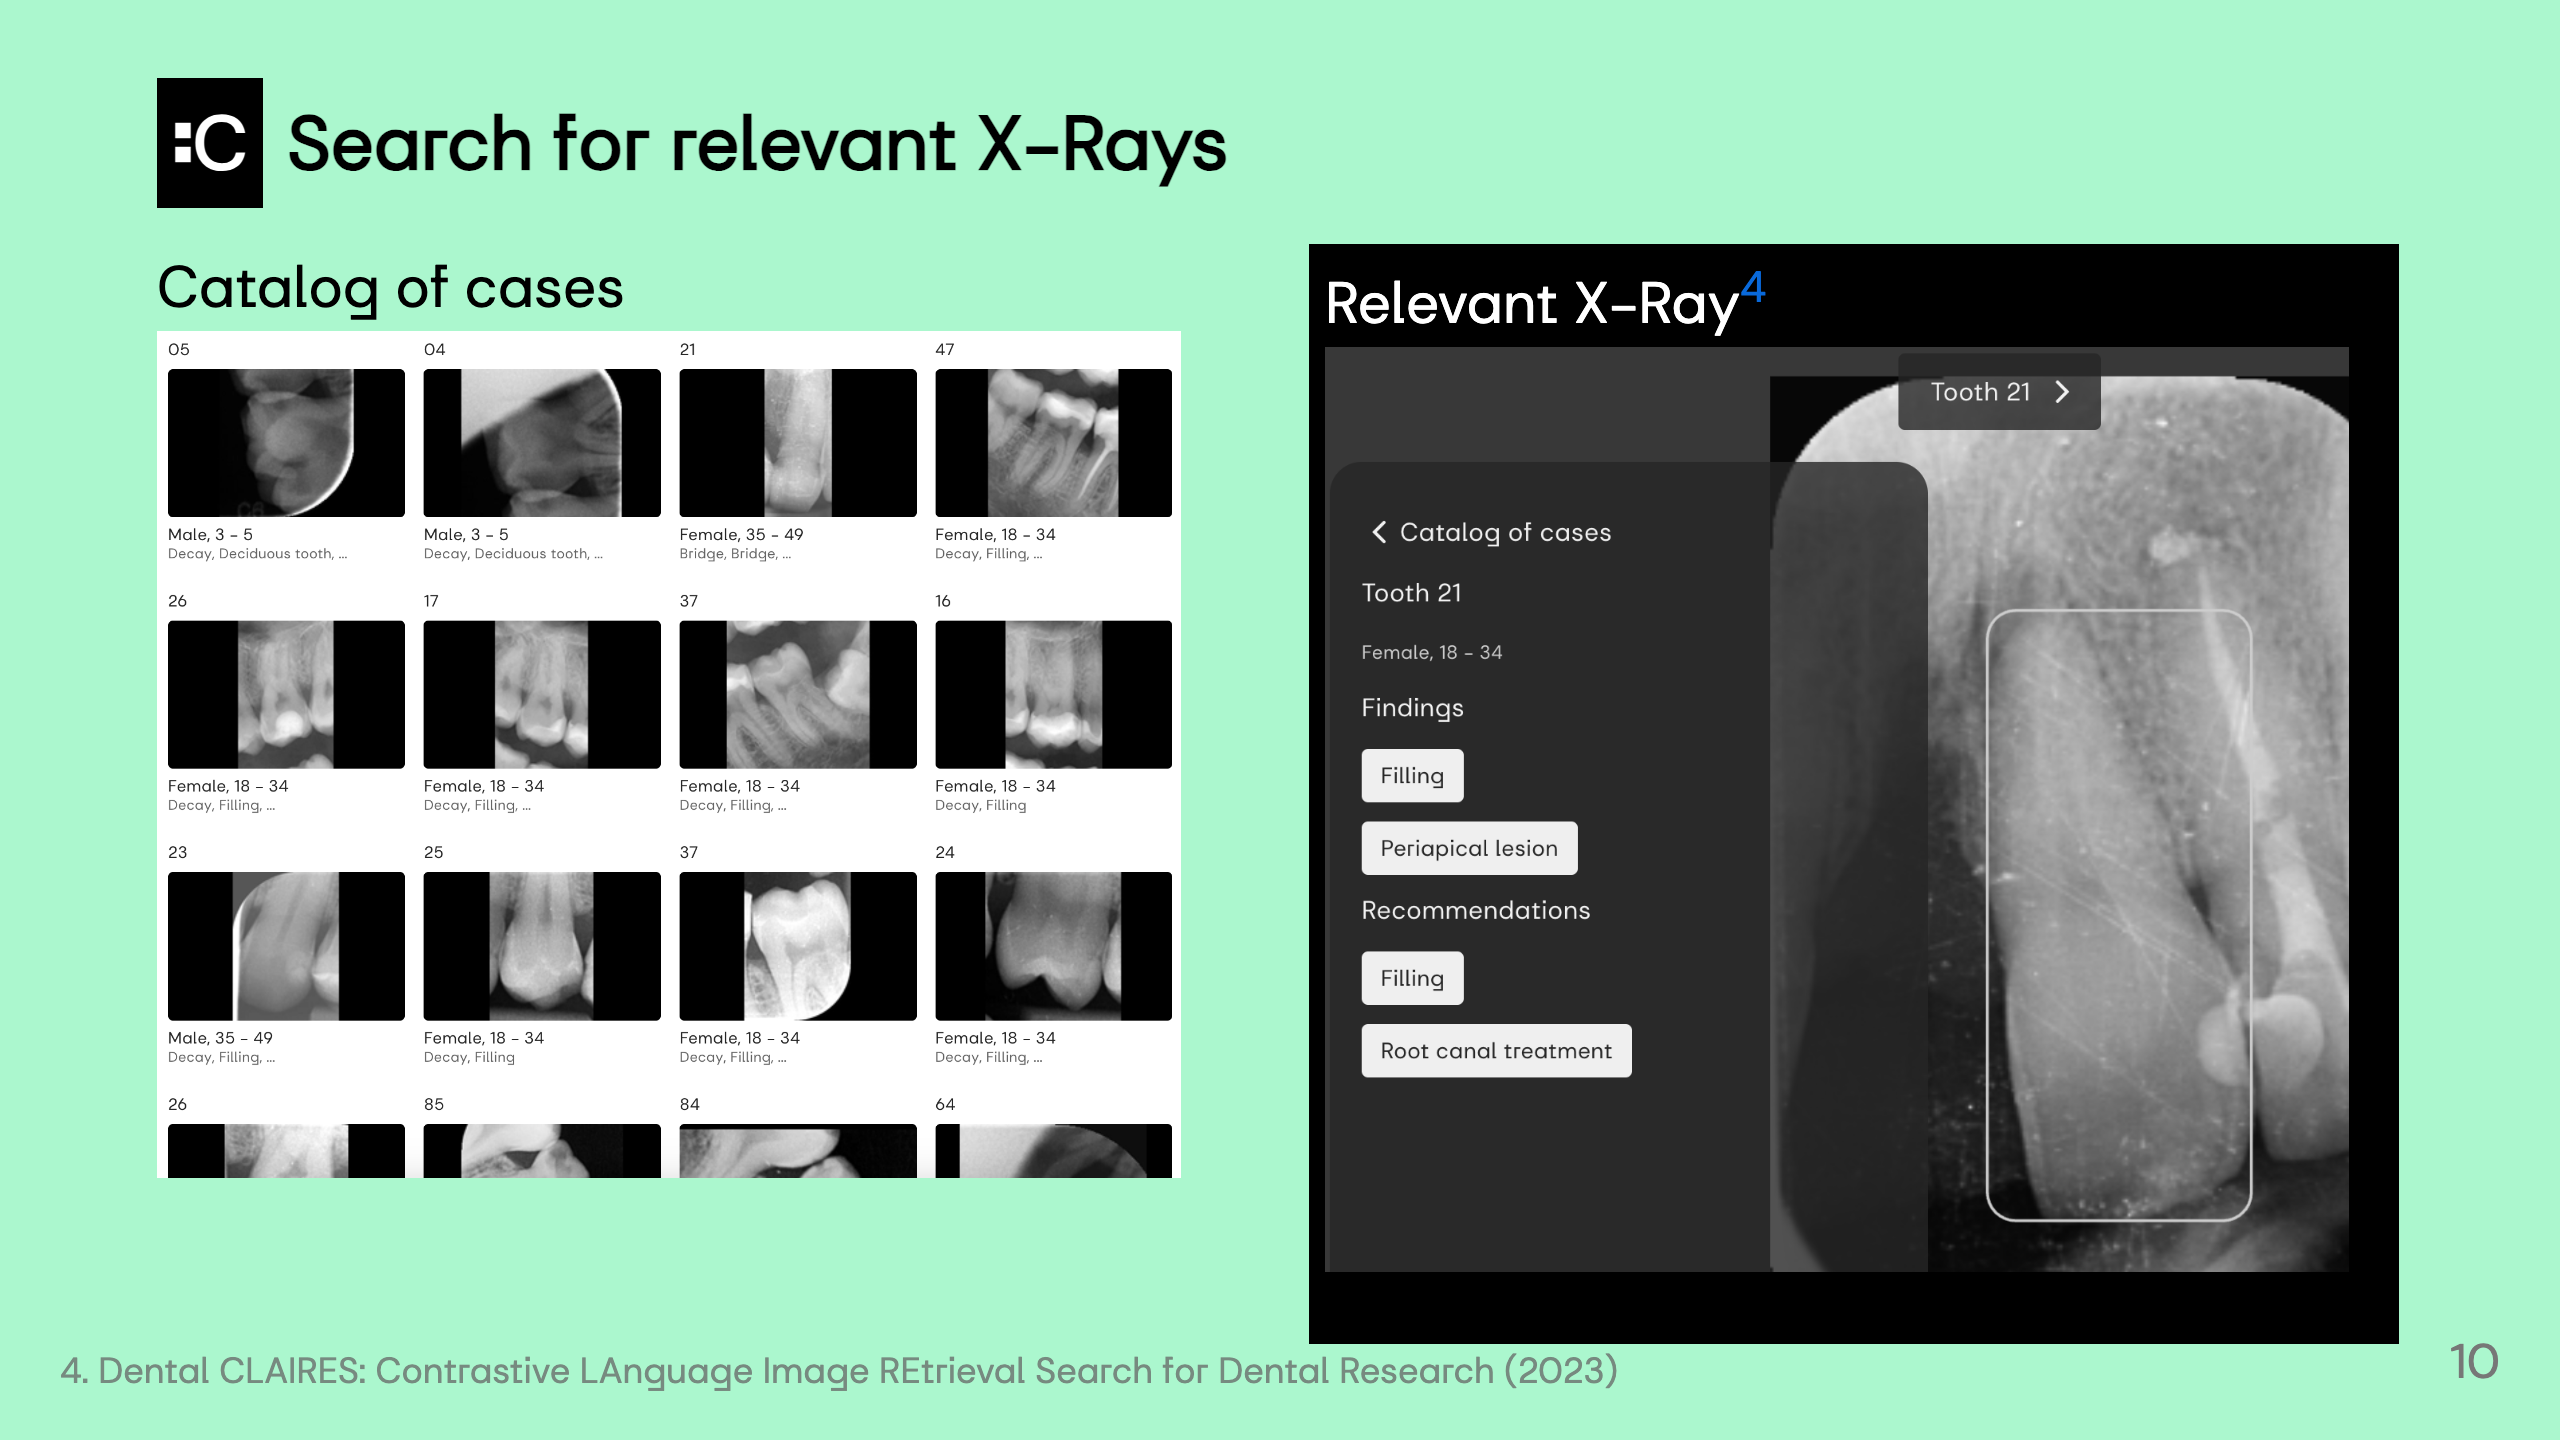 :C Search for relevant X-Rays
Catalog of cases
05 04 21 47
Male, 3 - 5 Male, 3 - 5 Female, 35 - 49 Female, 18 - 34
Decay, Deciduous tooth, ... Decay, Deciduous tooth, ... Bridge, Bridge, ... Decay, Filling, ...
26 17 37 16
Female, 18 - 34 Female, 18 - 34 Female, 18 - 34 Female, 18 - 34
Decay, Filling, ... Decay, Filling, ... Decay, Filling, ... Decay, Filling
23 25 37 24
Male, 35 - 49 Female, 18 - 34 Female, 18 - 34 Female, 18 - 34
Decay, Filling, ... Decay, Filling Decay, Filling, ... Decay, Filling, ...
26 85 84 64
Relevant X-Ray4
Tooth 21 >
< Catalog of cases
Tooth 21
Female, 18 - 34
Findings
Filling
Periapical lesion
Recommendations
Filling
Root canal treatment
4. Dental CLAIRES: Contrastive LAnguage Image REtrieval Search for Dental Research (2023)
10